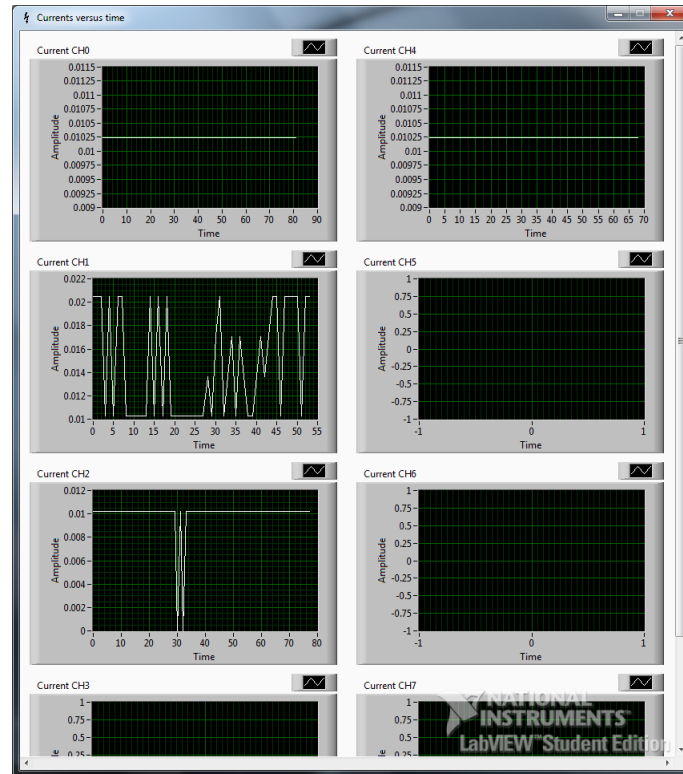 Currents versus time
Current CH0
Amplitude
0.0115
0.01125
0.011
0.01075
0.0105
0.01025
0.01
0.00975
0.0095
0.00925
0.009
0 10 20 30 40 50 60 70 80 90
Time
Current CH4
Amplitude
0.0115
0.01125
0.011
0.01075
0.0105
0.01025
0.01
0.00975
0.0095
0.00925
0.009
0 5 10 15 20 25 30 35 40 45 50 55 60 65 70
Time
Current CH1
Amplitude
0.022
0.02
0.018
0.016
0.014
0.012
0.01
0 5 10 15 20 25 30 35 40 45 50 55
Time
Current CH5
Amplitude
1
0.75
0.5
0.25
0
-0.25
-0.5
-0.75
-1
-1 0 1
Time
Current CH2
Amplitude
0.012
0.01
0.008
0.006
0.004
0.002
0
0 10 20 30 40 50 60 70 80
Time
Current CH6
Amplitude
1
0.75
0.5
0.25
0
-0.25
-0.5
-0.75
-1
-1 0 1
Time
Current CH3
1
0.75
0.5
0.25
Current CH7
1
0.75
0.5
0.25
NATIONAL
INSTRUMENTS
LabVIEW™Student Edition